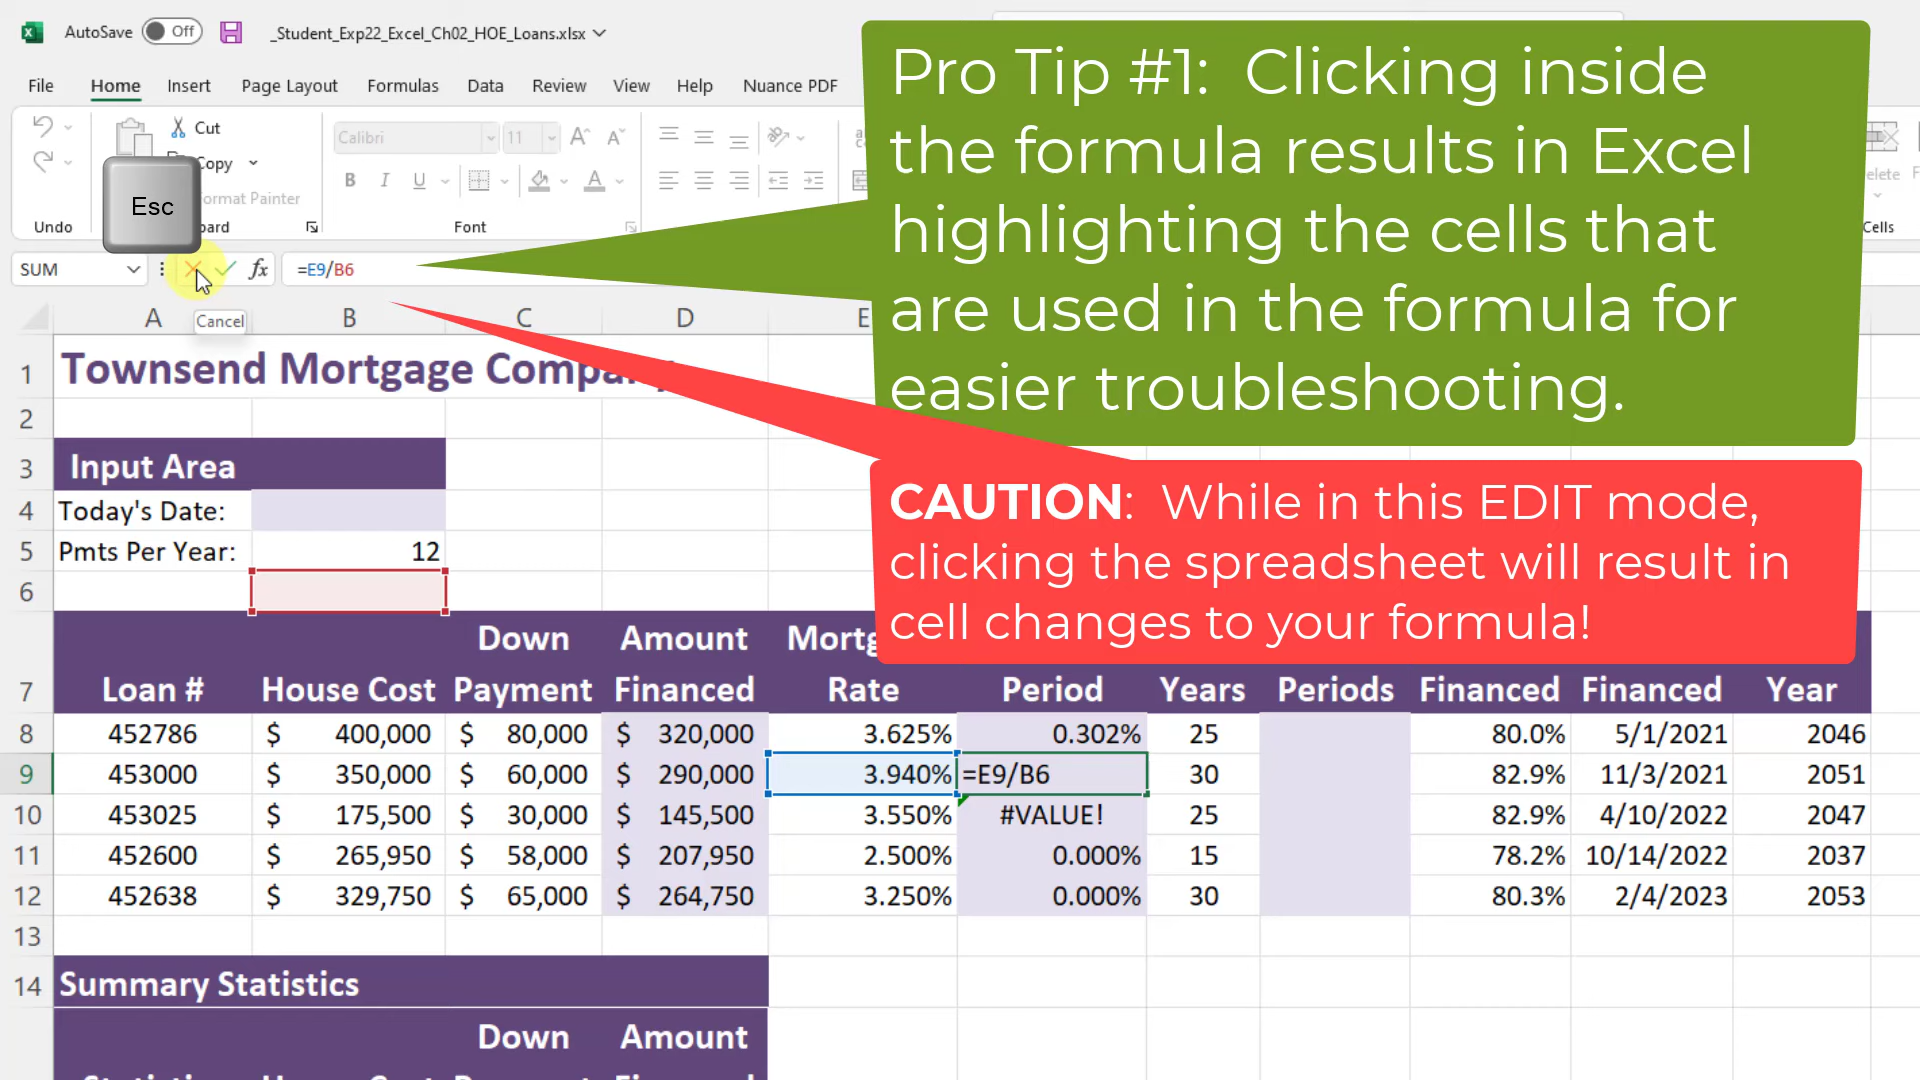 AutoSave Off _Student_Exp22_Excel_Ch02_HOE_Loans.xlsx
File Home Insert Page Layout Formulas Data Review View Help Nuance PDF
Cut
Calibri 11
Copy
Esc
B I U A
Undo
Font
Cells
SUM fx =E9/B6
Cancel
Pro Tip #1: Clicking inside
the formula results in Excel
highlighting the cells that
are used in the formula for
easier troubleshooting.
CAUTION: While in this EDIT mode,
clicking the spreadsheet will result in
cell changes to your formula!
A B C D E
1 Townsend Mortgage Company
2
3 Input Area
4 Today's Date:
5 Pmts Per Year: 12
6
Down Amount
7 Loan # House Cost Payment Financed Rate Period Years Periods Financed Financed Year
8 452786 $ 400,000 $ 80,000 $ 320,000 3.625% 0.302% 25 80.0% 5/1/2021 2046
9 453000 $ 350,000 $ 60,000 $ 290,000 3.940% =E9/B6 30 82.9% 11/3/2021 2051
10 453025 $ 175,500 $ 30,000 $ 145,500 3.550% #VALUE! 25 82.9% 4/10/2022 2047
11 452600 $ 265,950 $ 58,000 $ 207,950 2.500% 0.000% 15 78.2% 10/14/2022 2037
12 452638 $ 329,750 $ 65,000 $ 264,750 3.250% 0.000% 30 80.3% 2/4/2023 2053
13
14 Summary Statistics
Down Amount